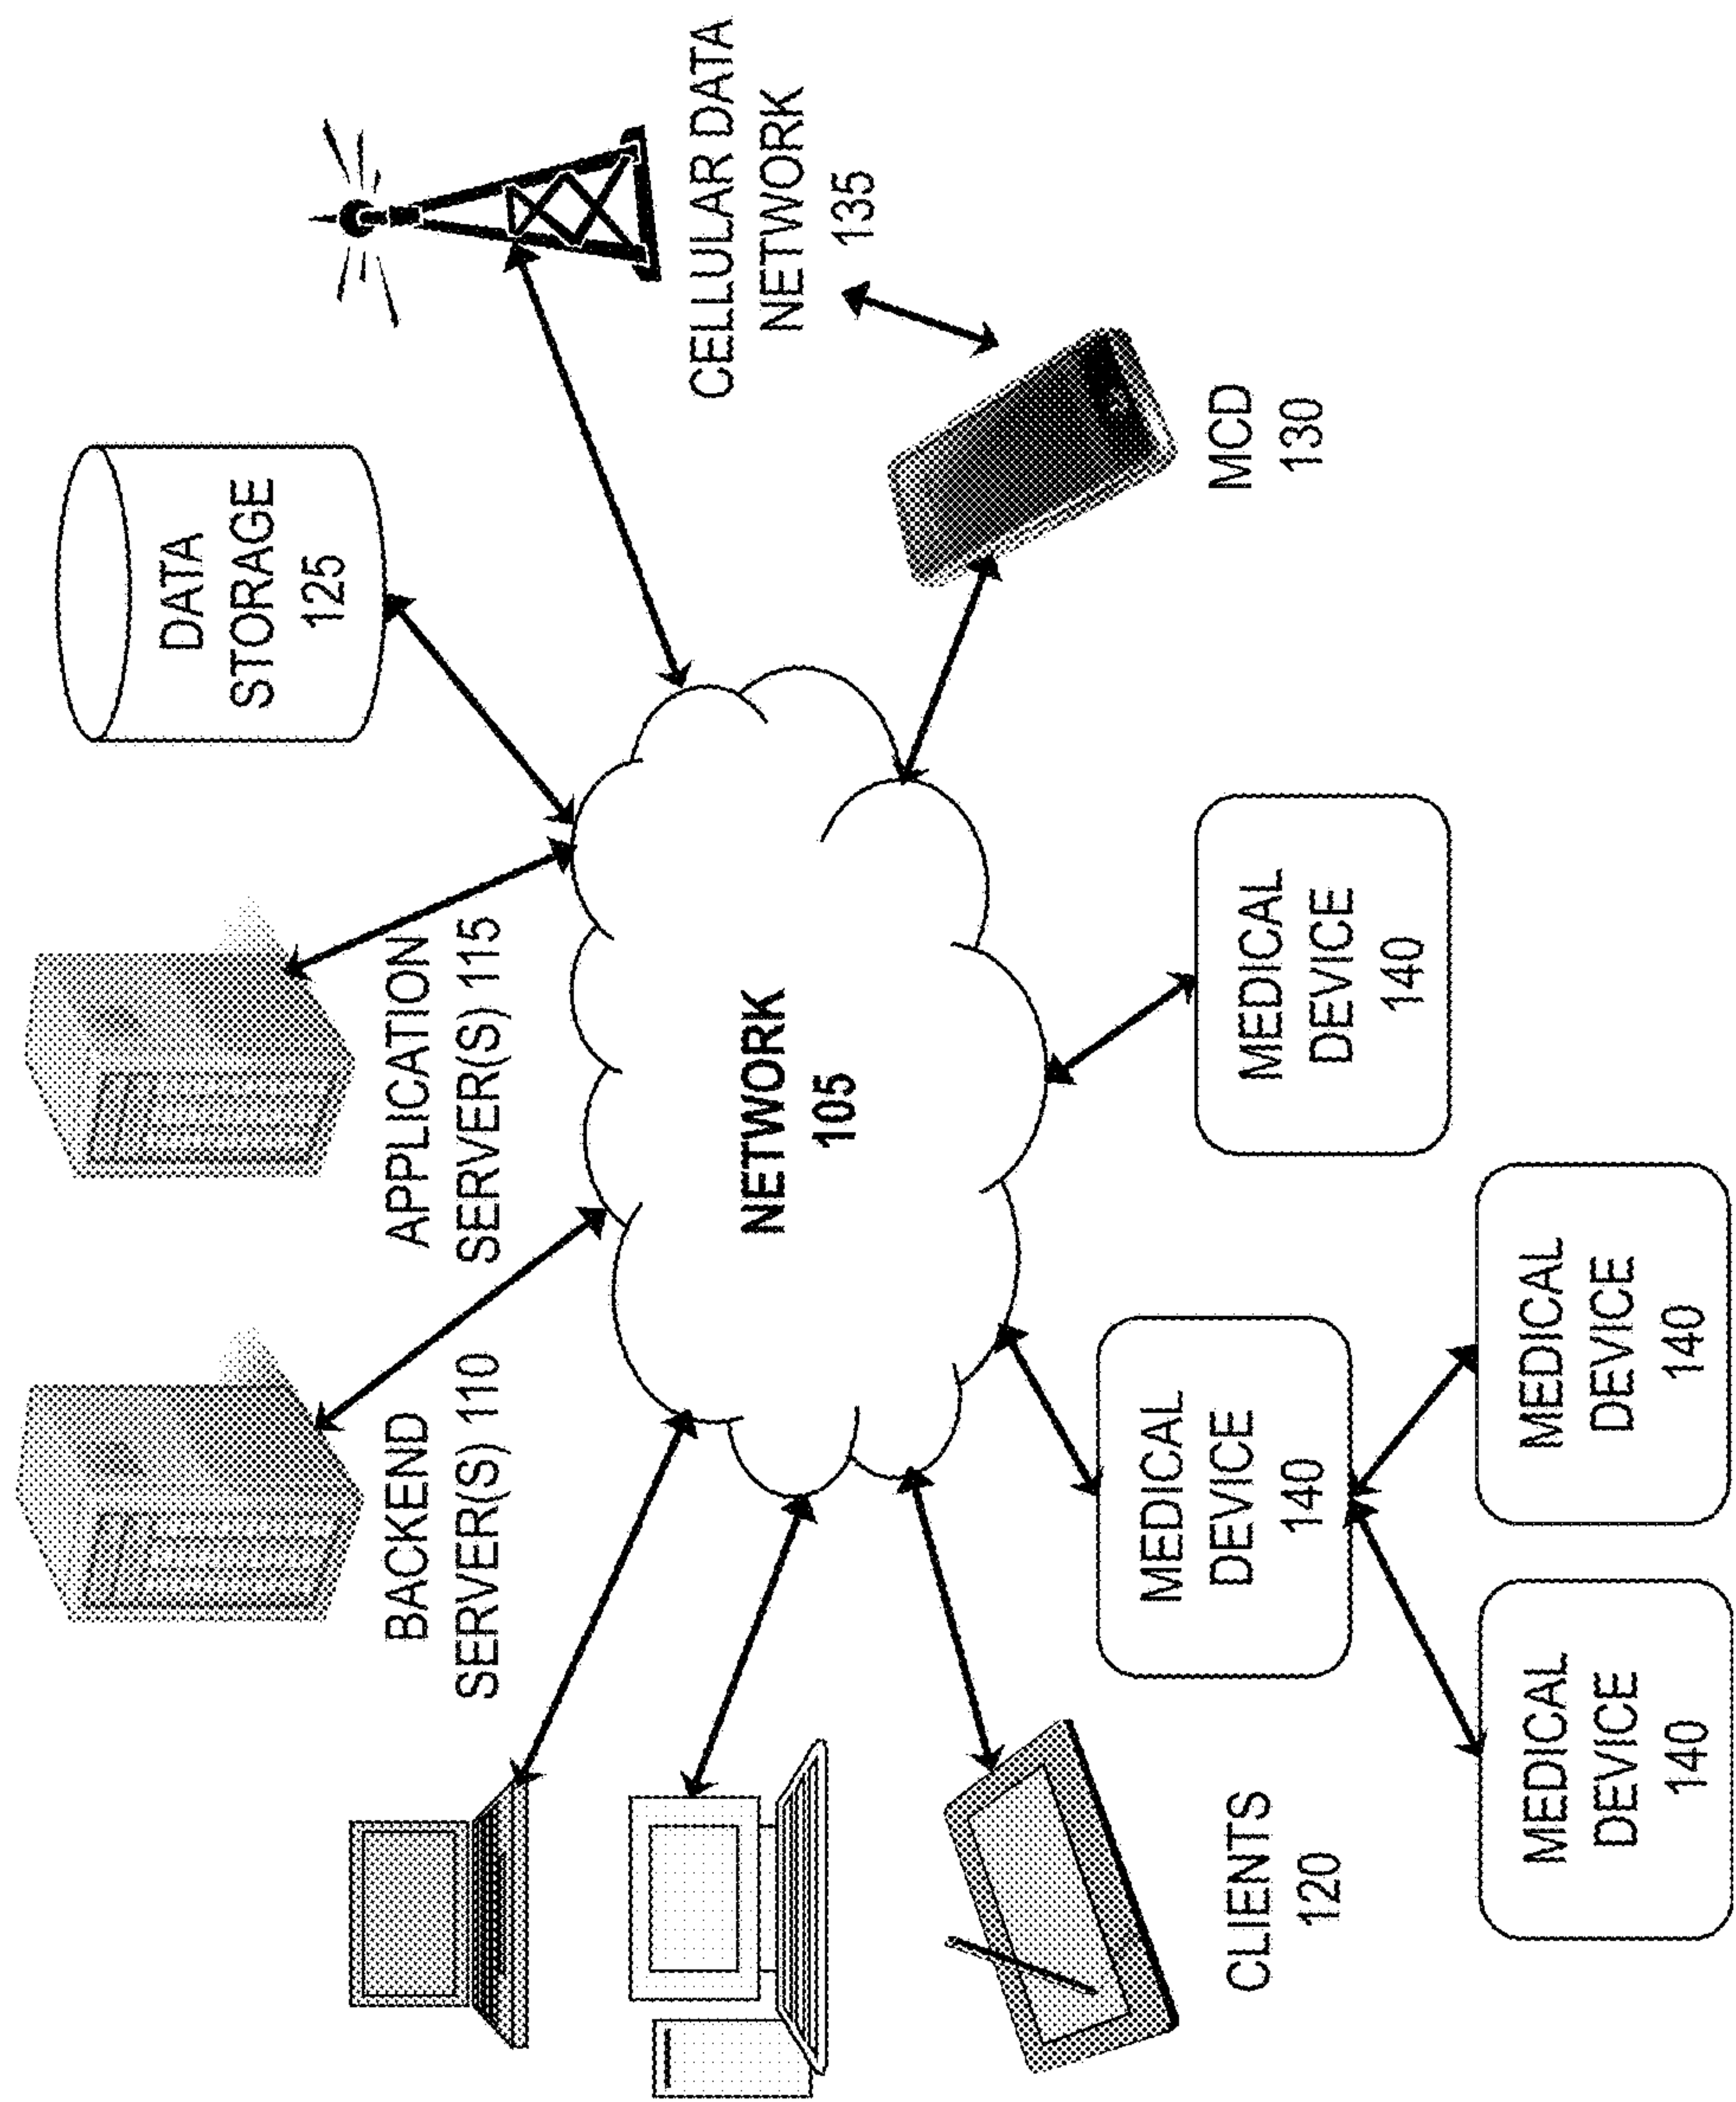 BACKEND
SERVER(S) 110
APPLICATION
SERVER(S) 115
DATA
STORAGE
125
CELLULAR DATA
NETWORK
135
NETWORK
105
MCD
130
CLIENTS
120
MEDICAL
DEVICE
140
MEDICAL
DEVICE
140
MEDICAL
DEVICE
140
MEDICAL
DEVICE
140